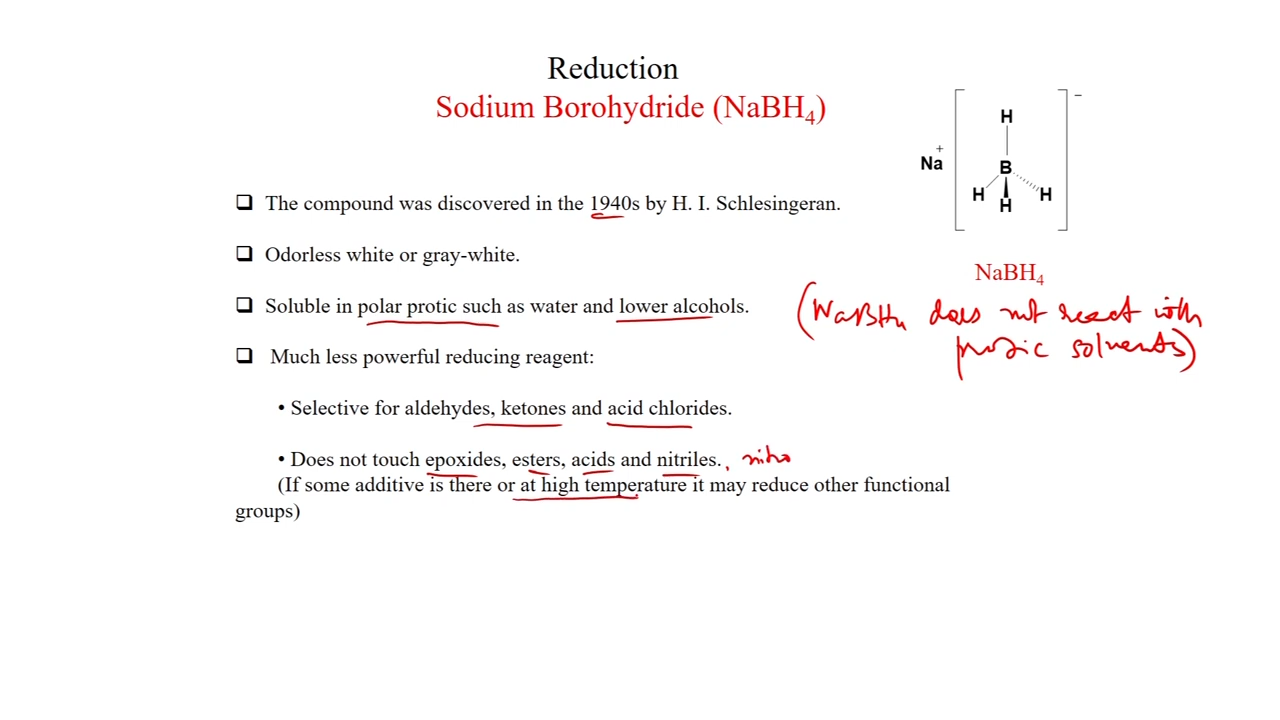 Reduction
Sodium Borohydride (NaBH4)
H
+
Na
B
H
H
H
−
NaBH4
❑ The compound was discovered in the 1940s by H. I. Schlesingeran.
❑ Odorless white or gray-white.
❑ Soluble in polar protic such as water and lower alcohols.
(NaBH4 does not react with
protic solvents)
❑ Much less powerful reducing reagent:
• Selective for aldehydes, ketones and acid chlorides.
• Does not touch epoxides, esters, acids and nitriles. , nitro
(If some additive is there or at high temperature it may reduce other functional
groups)